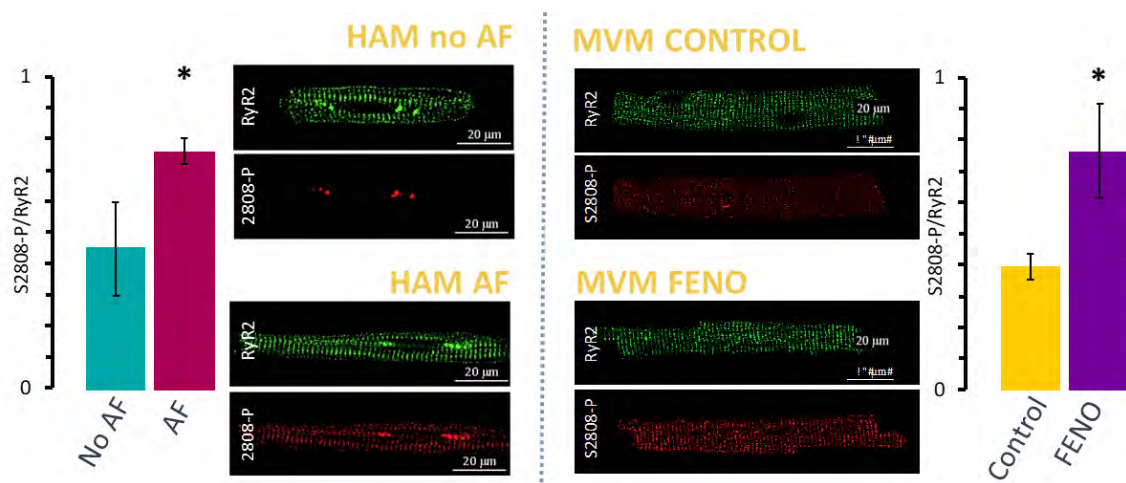 HAM no AF
MVM CONTROL
1
*
S2808-P/RyR2
0
No AF
AF
RyR2
20 µm
2808-P
20 µm
HAM AF
RyR2
20 µm
2808-P
20 µm
RyR2
20 µm
! "#µm#
S2808-P
MVM FENO
RyR2
20 µm
! "#µm#
S2808-P
1
*
S2808-P/RyR2
0
Control
FENO